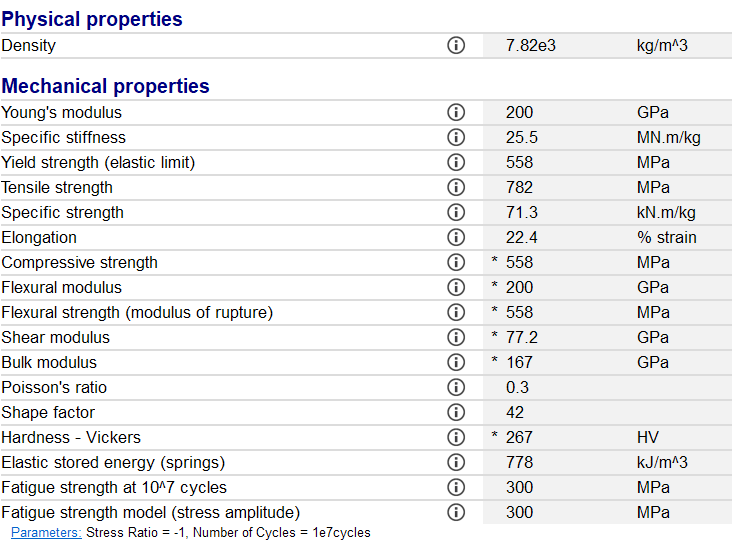 Physical properties
Density 7.82e3 kg/m^3
Mechanical properties
Young's modulus 200 GPa
Specific stiffness 25.5 MN.m/kg
Yield strength (elastic limit) 558 MPa
Tensile strength 782 MPa
Specific strength 71.3 kN.m/kg
Elongation 22.4 % strain
Compressive strength * 558 MPa
Flexural modulus * 200 GPa
Flexural strength (modulus of rupture) * 558 MPa
Shear modulus * 77.2 GPa
Bulk modulus * 167 GPa
Poisson's ratio 0.3
Shape factor 42
Hardness - Vickers * 267 HV
Elastic stored energy (springs) 778 kJ/m^3
Fatigue strength at 10^7 cycles 300 MPa
Fatigue strength model (stress amplitude) 300 MPa
Parameters: Stress Ratio = -1, Number of Cycles = 1e7cycles